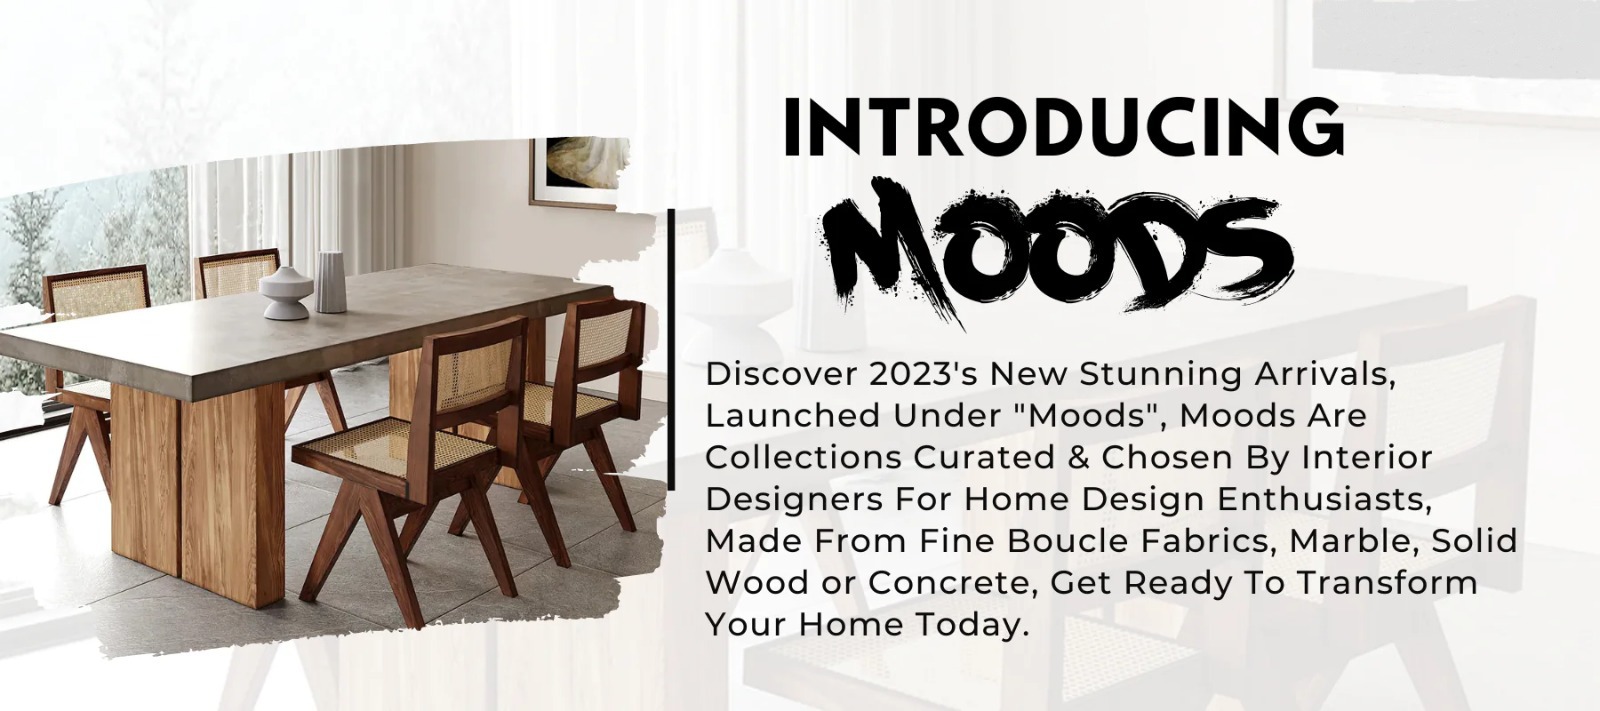 INTRODUCING
MOODS
Discover 2023's New Stunning Arrivals,
Launched Under "Moods", Moods Are
Collections Curated & Chosen By Interior
Designers For Home Design Enthusiasts,
Made From Fine Boucle Fabrics, Marble, Solid
Wood or Concrete, Get Ready To Transform
Your Home Today.